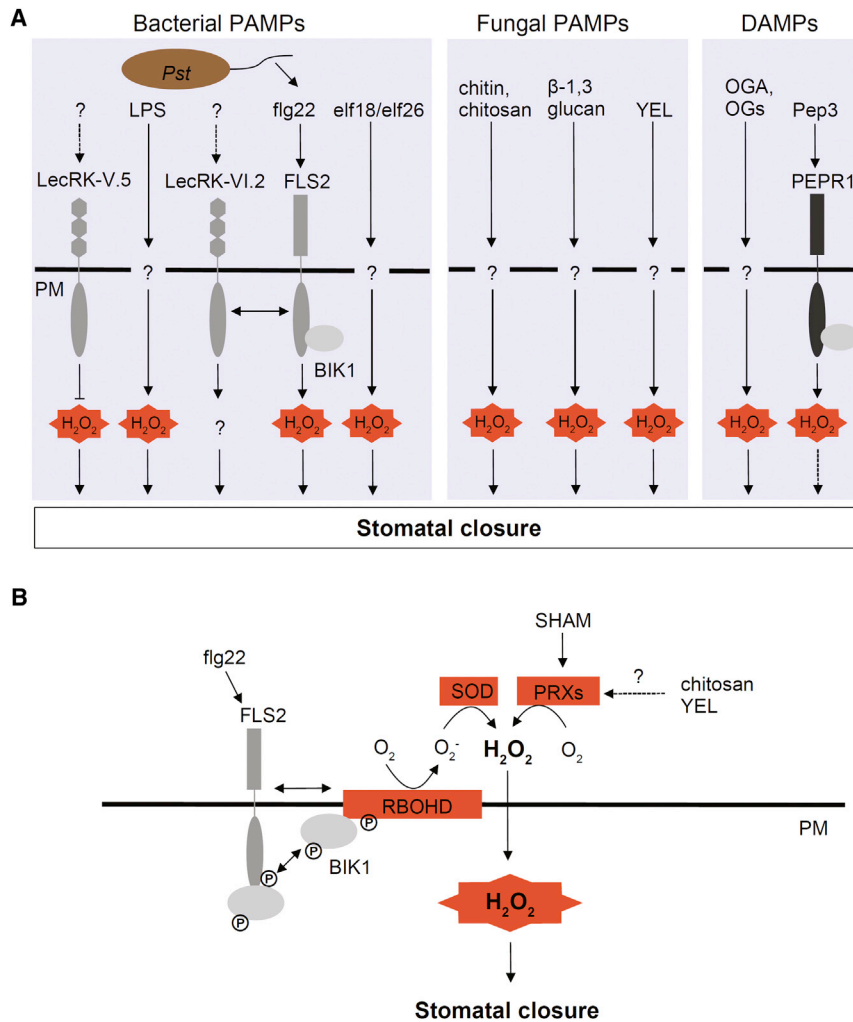 A
Bacterial PAMPs
Fungal PAMPs
DAMPs
Pst
? LPS ? flg22 elf18/elf26
chitin,
chitosan
β-1,3
glucan
YEL
OGA,
OGs
Pep3
LecRK-V.5 LecRK-VI.2 FLS2
PEPR1
? ? ? ? ? ?
PM
BIK1
H₂O₂ H₂O₂ ? H₂O₂ H₂O₂ H₂O₂ H₂O₂ H₂O₂ H₂O₂ H₂O₂
Stomatal closure
B
SHAM
flg22
SOD PRXs ? chitosan
YEL
FLS2
O₂ O₂⁻ H₂O₂ O₂
RBOHD
PM
P
P BIK1
P
P
H₂O₂
Stomatal closure